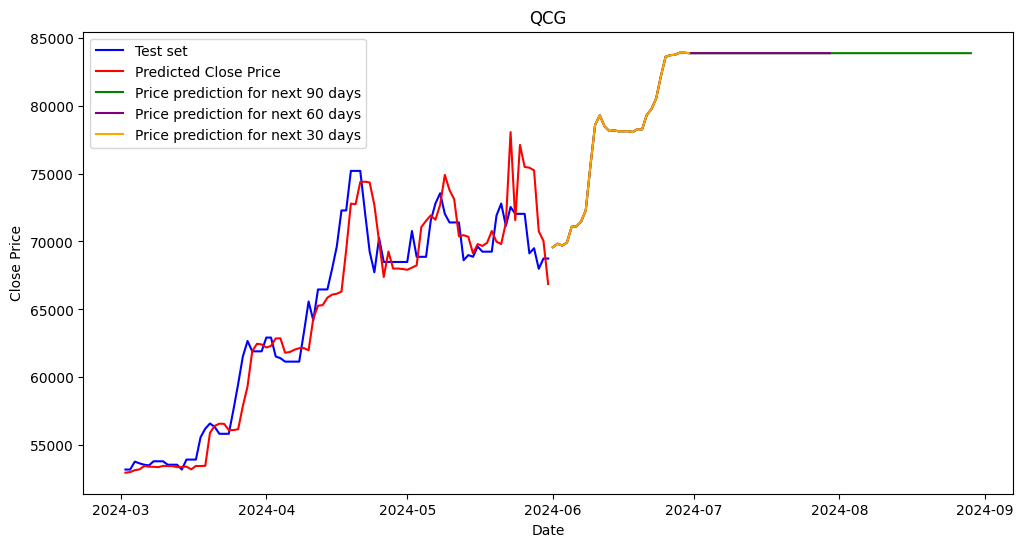 QCG
85000
80000
75000
70000
65000
60000
55000
Close Price
Test set
Predicted Close Price
Price prediction for next 90 days
Price prediction for next 60 days
Price prediction for next 30 days
2024-03 2024-04 2024-05 2024-06 2024-07 2024-08 2024-09
Date